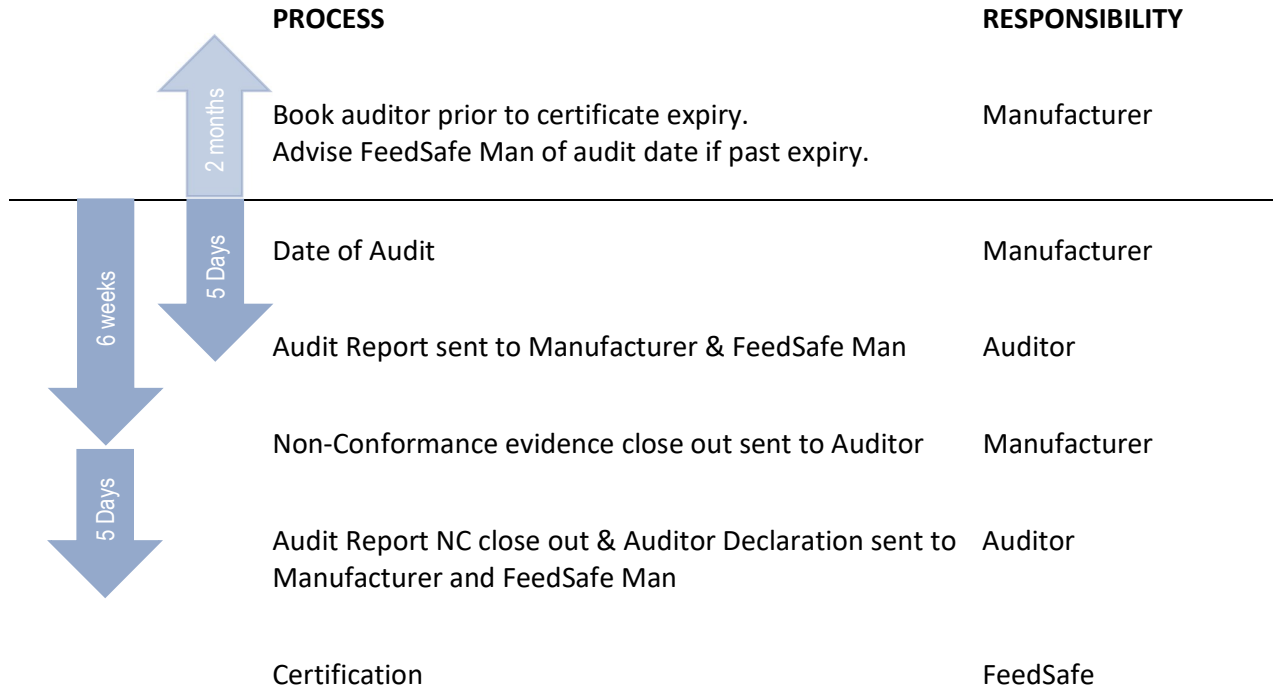 PROCESS RESPONSIBILITY
2 months
Book auditor prior to certificate expiry. Manufacturer
Advise FeedSafe Man of audit date if past expiry.
6 weeks
5 Days
Date of Audit Manufacturer
Audit Report sent to Manufacturer & FeedSafe Man Auditor
Non-Conformance evidence close out sent to Auditor Manufacturer
5 Days
Audit Report NC close out & Auditor Declaration sent to Auditor
Manufacturer and FeedSafe Man
Certification FeedSafe